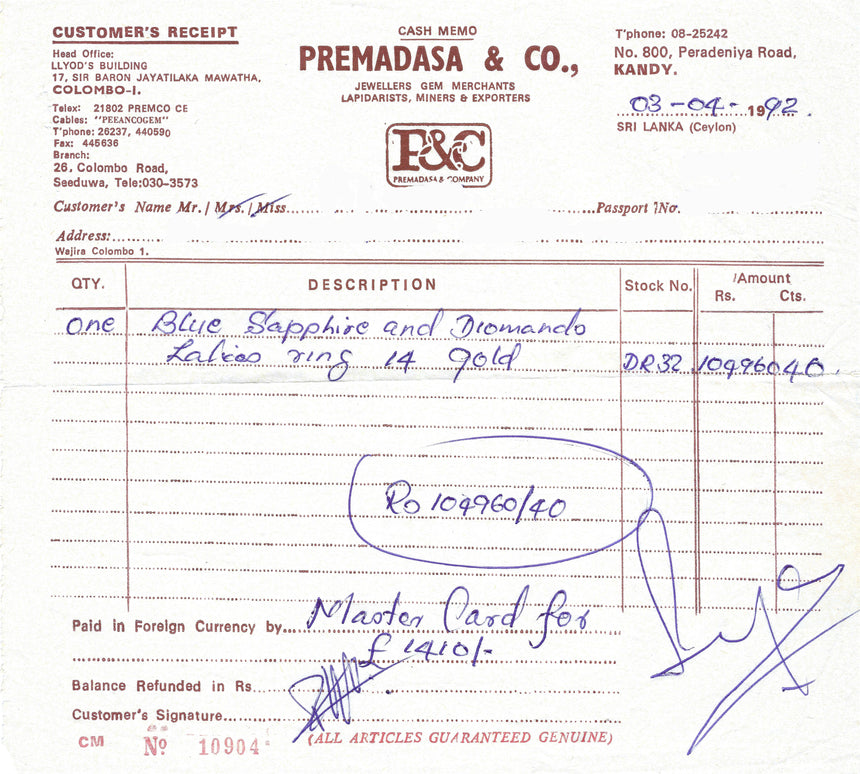 CUSTOMER'S RECEIPT
Head Office:
LLYOD'S BUILDING
17, SIR BARON JAYATILAKA MAWATHA,
COLOMBO-1.
Telex: 21802 PREMCO CE
Cables: "PEEANCOGEM"
T'phone: 26237, 440590
Fax: 445636
Branch:
26, Colombo Road,
Seeduwa, Tele:030-3573
CASH MEMO
PREMADASA & CO.,
JEWELLERS GEM MERCHANTS
LAPIDARISTS, MINERS & EXPORTERS
P&C
PREMADASA & COMPANY
T'phone: 08-25242
No. 800, Peradeniya Road,
KANDY.
03-04-1992.
SRI LANKA (Ceylon)
Customer's Name Mr./Mrs./Miss Passport No.
Address:
Wajira Colombo 1.
QTY. DESCRIPTION Stock No. Amount
Rs. Cts.
one Blue Sapphire and Diomando
Ladies ring 14 gold DR32 104960 40.
Rs 104960/40
Paid in Foreign Currency by Master Card for
£ 1410/-
Balance Refunded in Rs.
Customer's Signature
CM No 10904
(ALL ARTICLES GUARANTEED GENUINE)